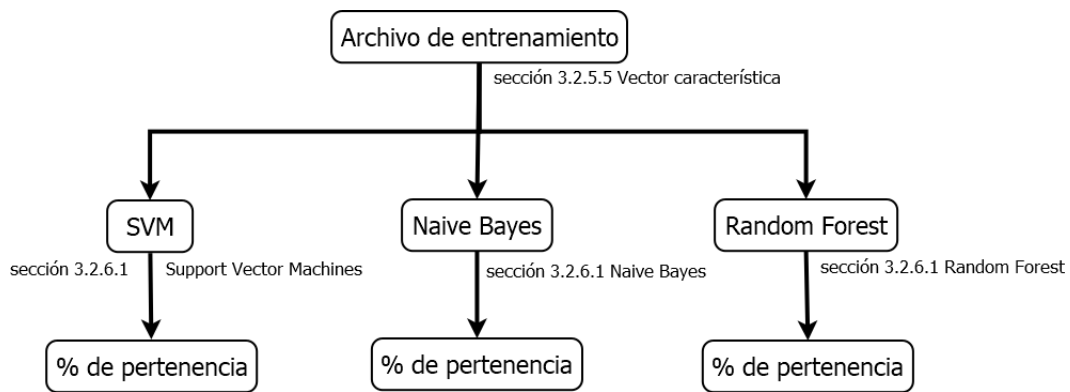 Archivo de entrenamiento
sección 3.2.5.5 Vector característica
SVM
Naive Bayes
Random Forest
sección 3.2.6.1 Support Vector Machines
sección 3.2.6.1 Naive Bayes
sección 3.2.6.1 Random Forest
% de pertenencia
% de pertenencia
% de pertenencia